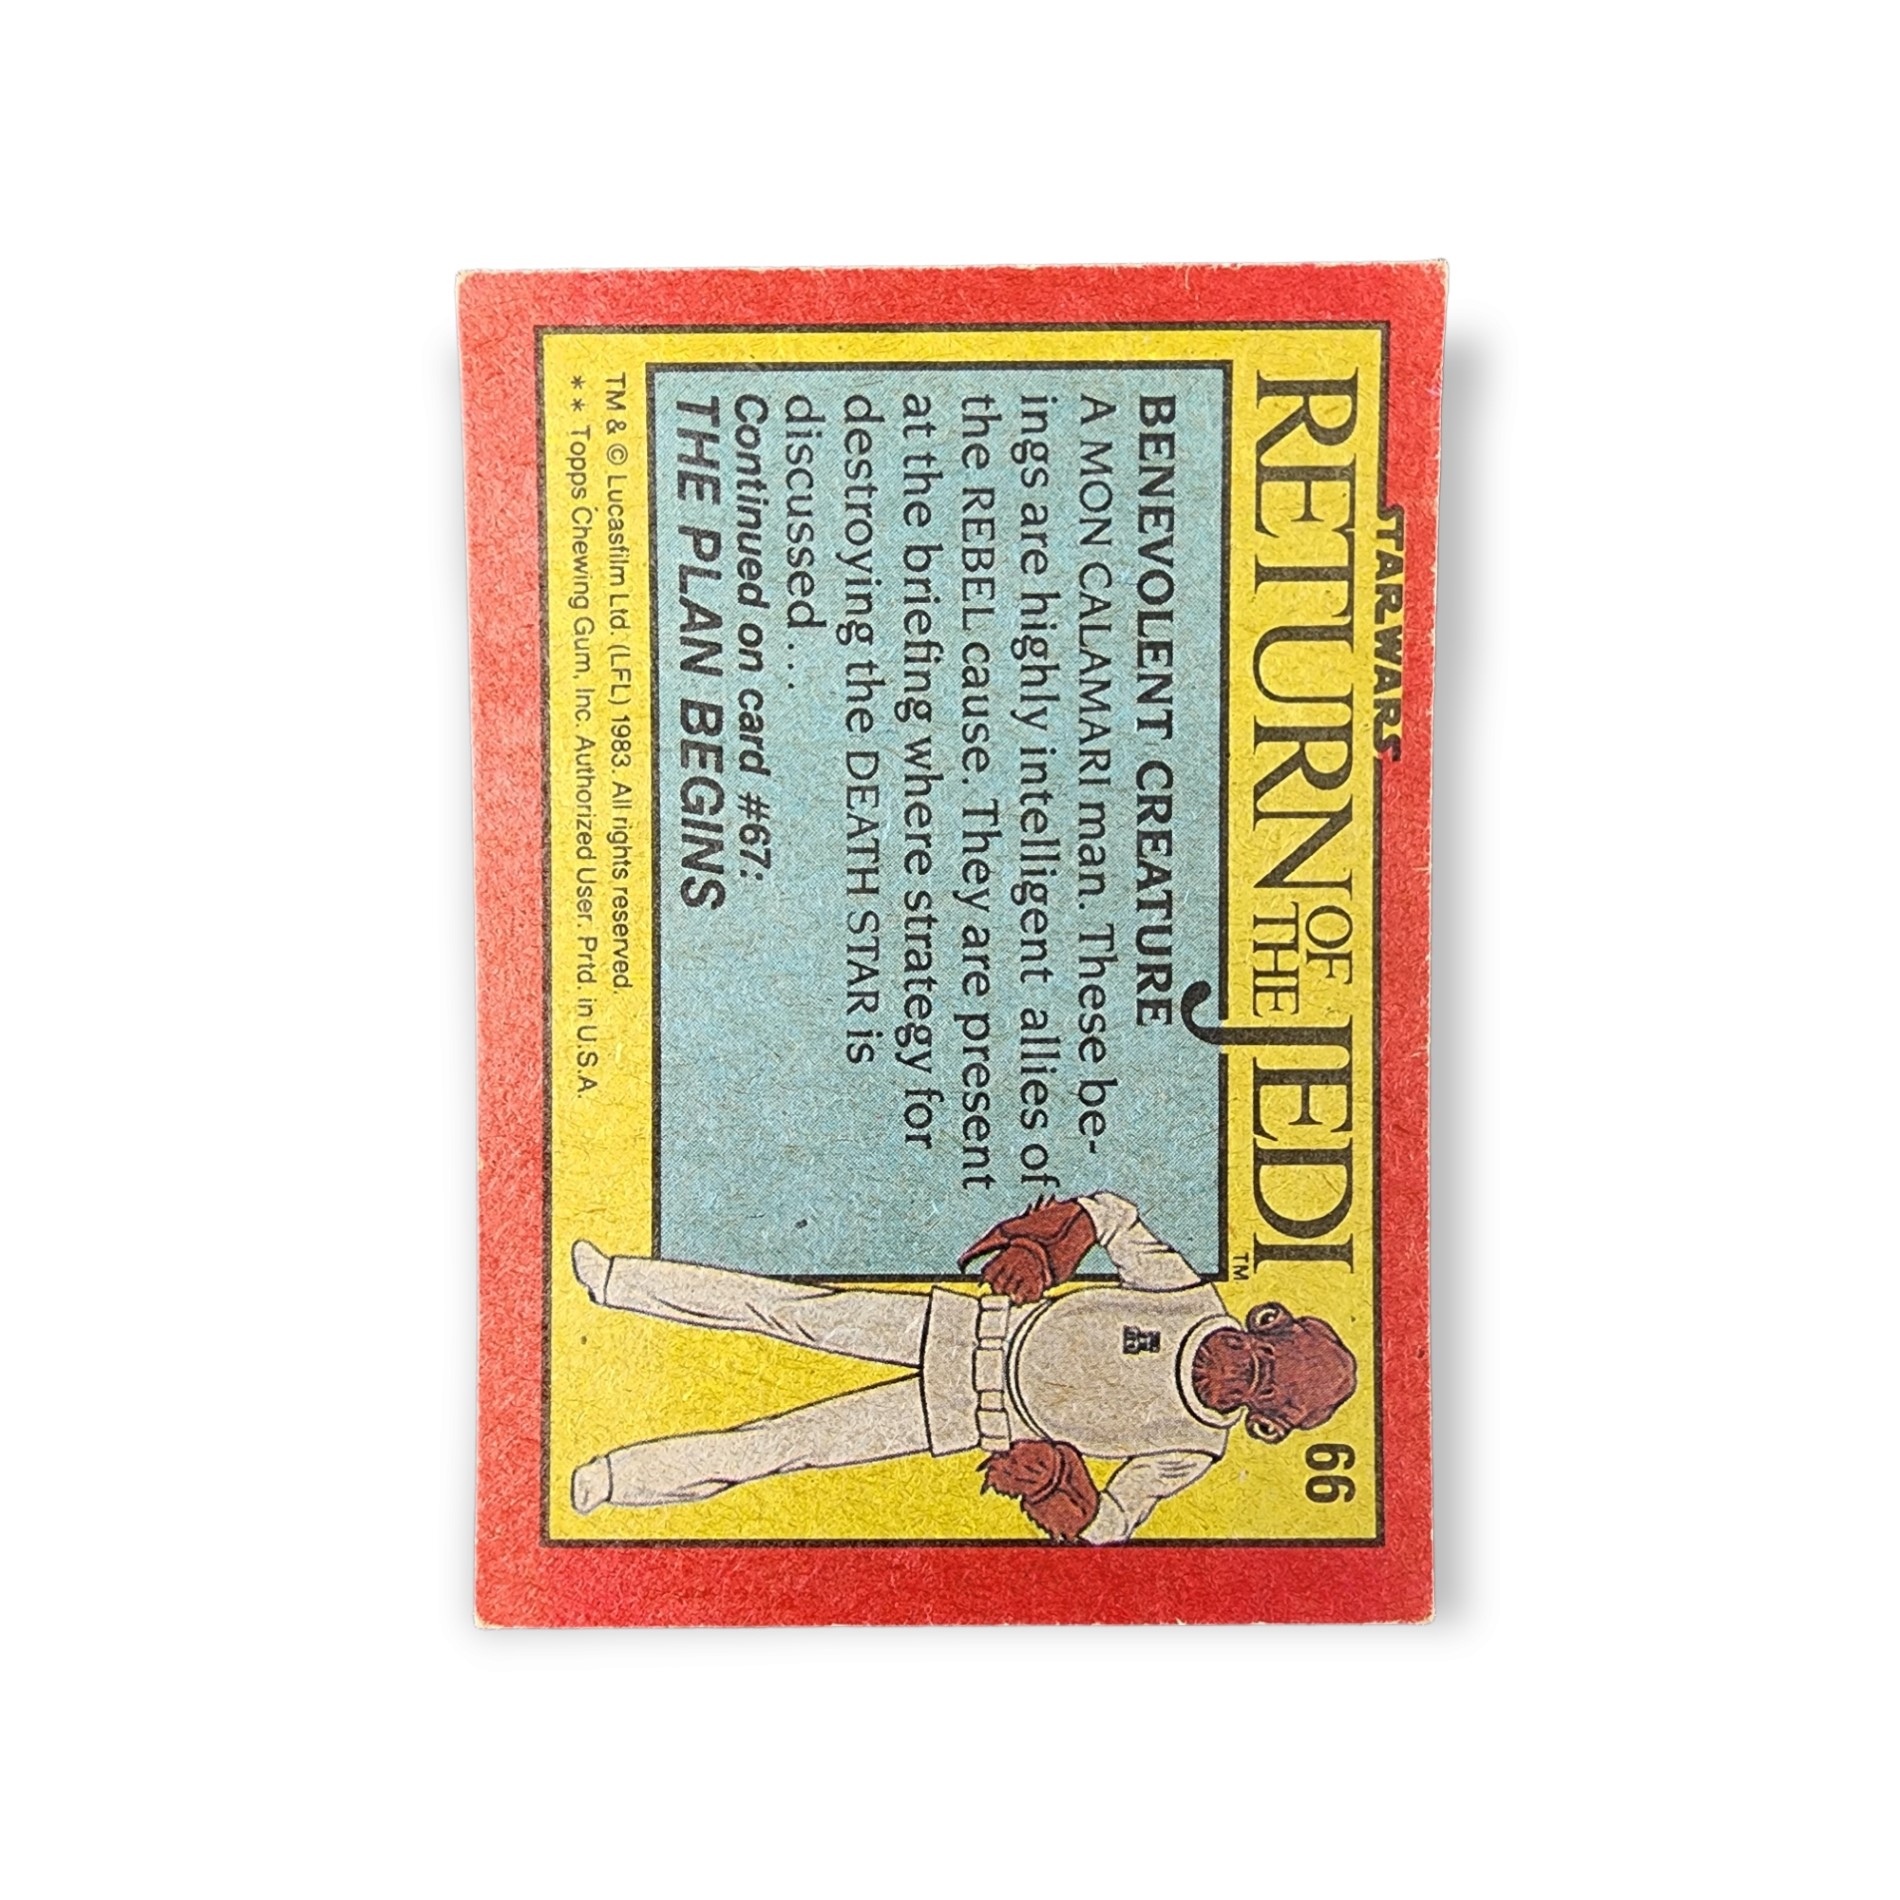 STAR WARS
RETURN OF THE JEDI™
66
BENEVOLENT CREATURE
A MON CALAMARI man. These be-
ings are highly intelligent allies of
the REBEL cause. They are present
at the briefing where strategy for
destroying the DEATH STAR is
discussed . . .
Continued on card #67:
THE PLAN BEGINS
TM & © Lucasfilm Ltd. (LFL) 1983. All rights reserved.
* * Topps Chewing Gum, Inc. Authorized User. Prtd. in U.S.A.